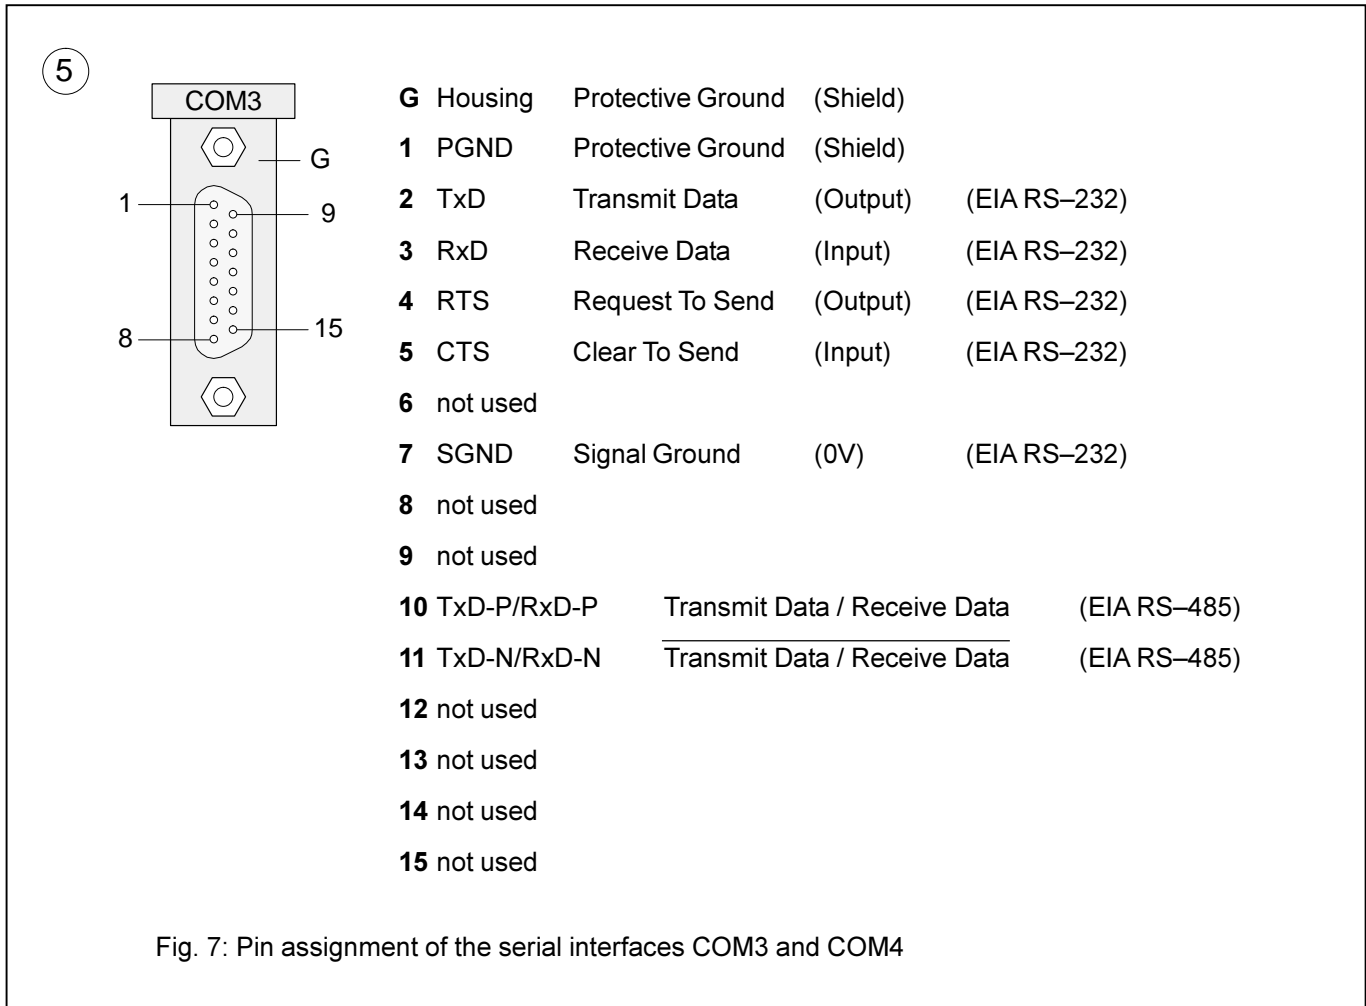 5
COM3
G
1
9
8
15
G Housing Protective Ground (Shield)
1 PGND Protective Ground (Shield)
2 TxD Transmit Data (Output) (EIA RS–232)
3 RxD Receive Data (Input) (EIA RS–232)
4 RTS Request To Send (Output) (EIA RS–232)
5 CTS Clear To Send (Input) (EIA RS–232)
6 not used
7 SGND Signal Ground (0V) (EIA RS–232)
8 not used
9 not used
10 TxD-P/RxD-P Transmit Data / Receive Data (EIA RS–485)
11 TxD-N/RxD-N Transmit Data / Receive Data (EIA RS–485)
12 not used
13 not used
14 not used
15 not used
Fig. 7: Pin assignment of the serial interfaces COM3 and COM4